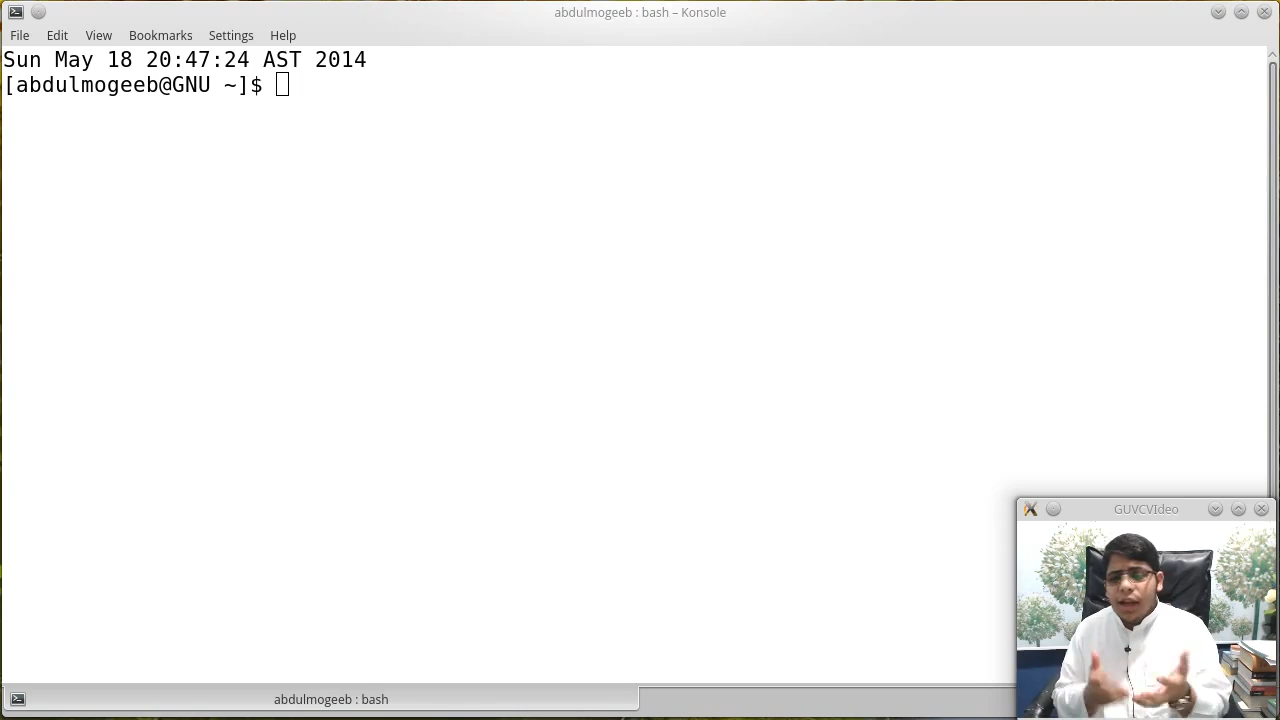 abdulmogeeb : bash – Konsole
File Edit View Bookmarks Settings Help
Sun May 18 20:47:24 AST 2014
[abdulmogeeb@GNU ~]$
GUVCVIdeo
abdulmogeeb : bash